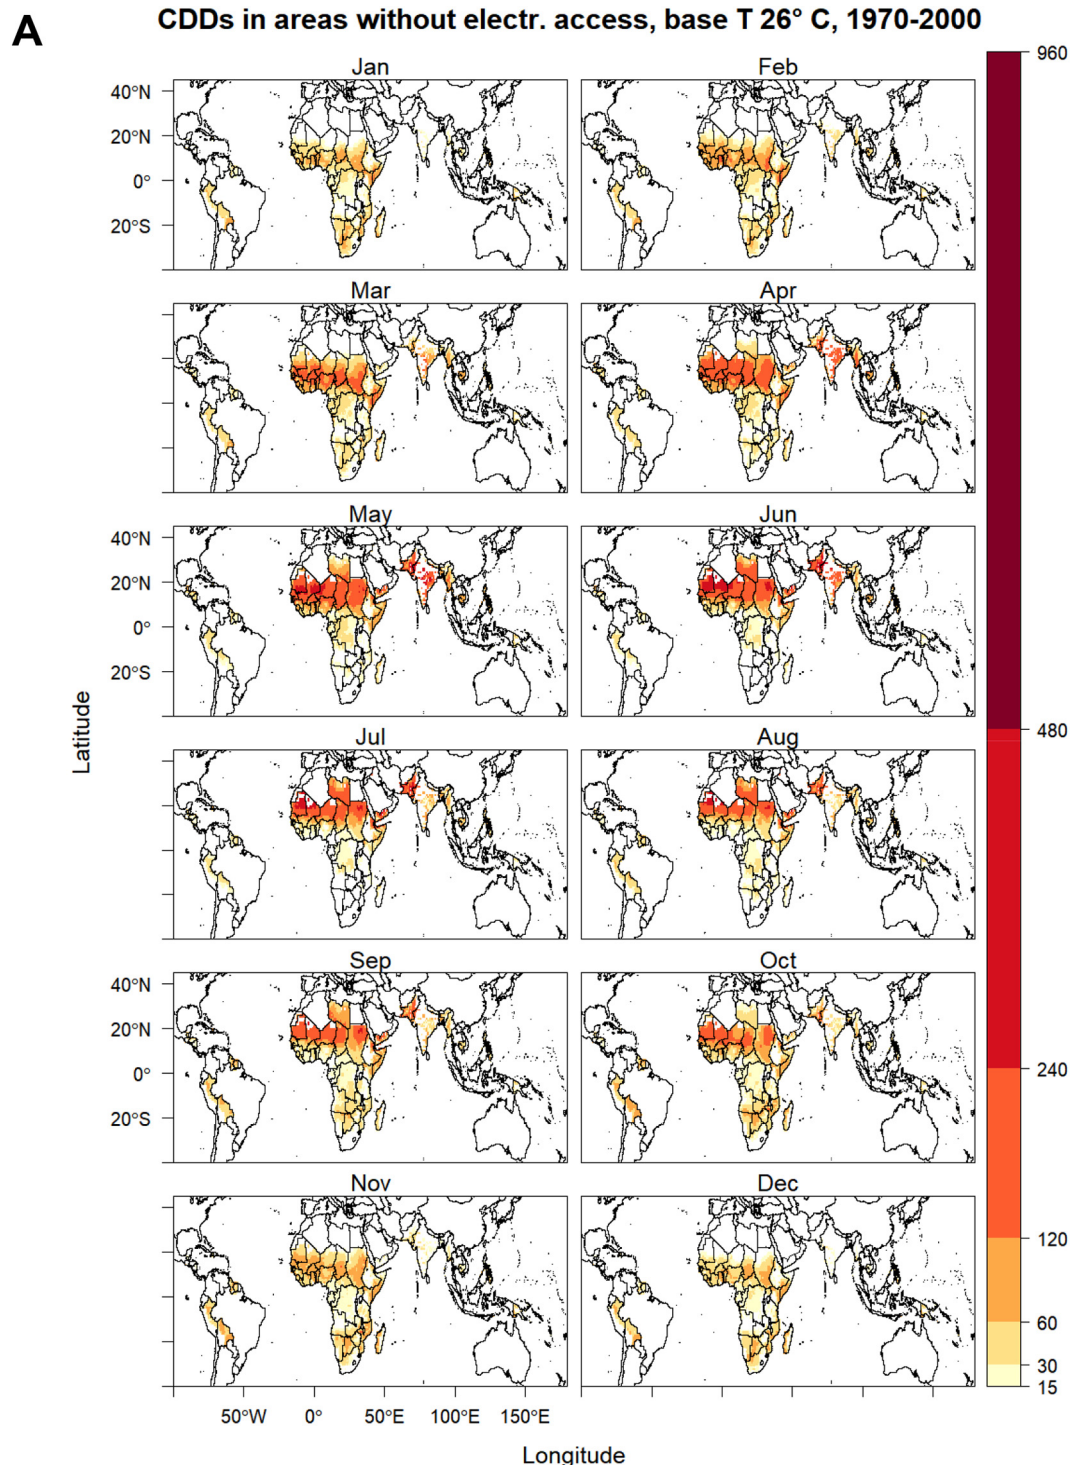 A
CDDs in areas without electr. access, base T 26° C, 1970-2000
Jan
Feb
40°N
20°N
0°
20°S
Mar
Apr
May
Jun
40°N
20°N
0°
20°S
Jul
Aug
Sep
Oct
40°N
20°N
0°
20°S
Nov
Dec
50°W 0° 50°E 100°E 150°E
Longitude
Latitude
960
480
240
120
60
30
15